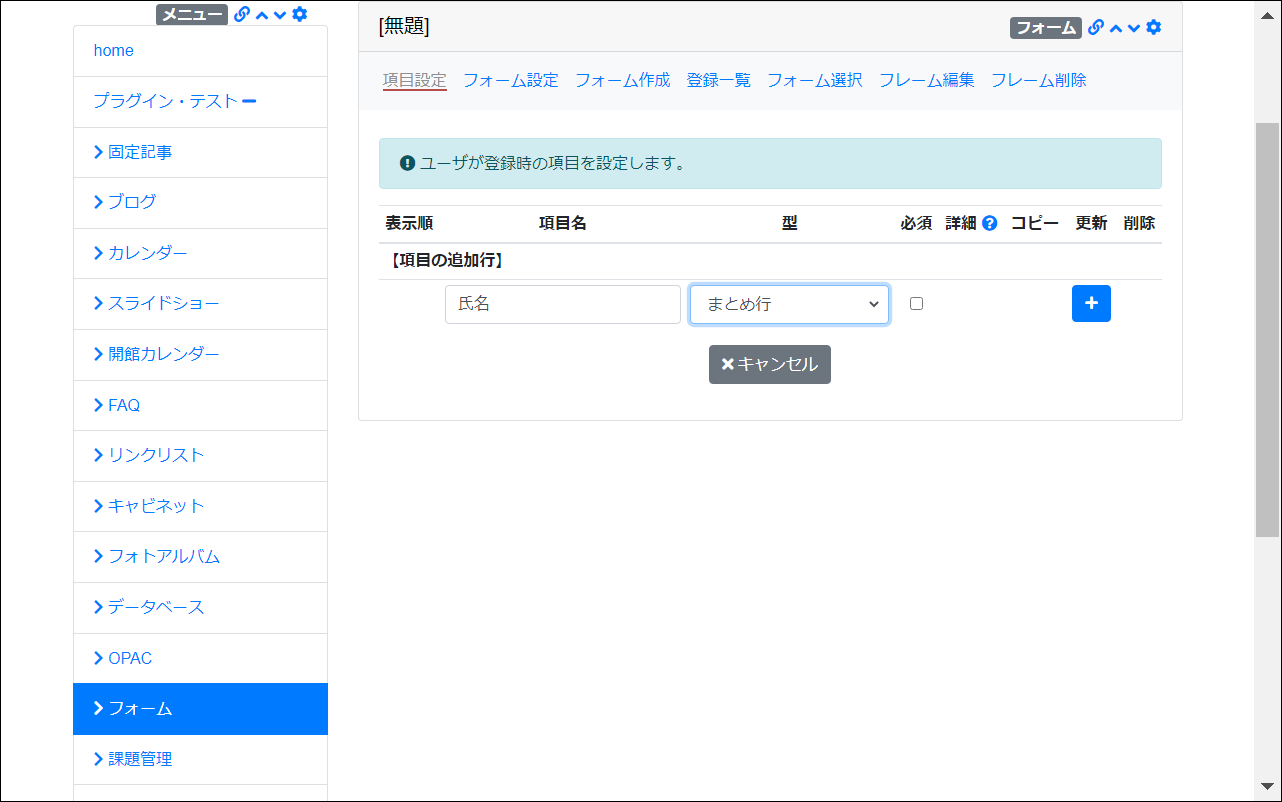 メニュー
home
プラグイン・テスト
固定記事
ブログ
カレンダー
スライドショー
開館カレンダー
FAQ
リンクリスト
キャビネット
フォトアルバム
データベース
OPAC
フォーム
課題管理
[無題]
フォーム
項目設定 フォーム設定 フォーム作成 登録一覧 フォーム選択 フレーム編集 フレーム削除
ユーザが登録時の項目を設定します。
表示順 項目名 型 必須 詳細 コピー 更新 削除
【項目の追加行】
氏名 まとめ行
キャンセル